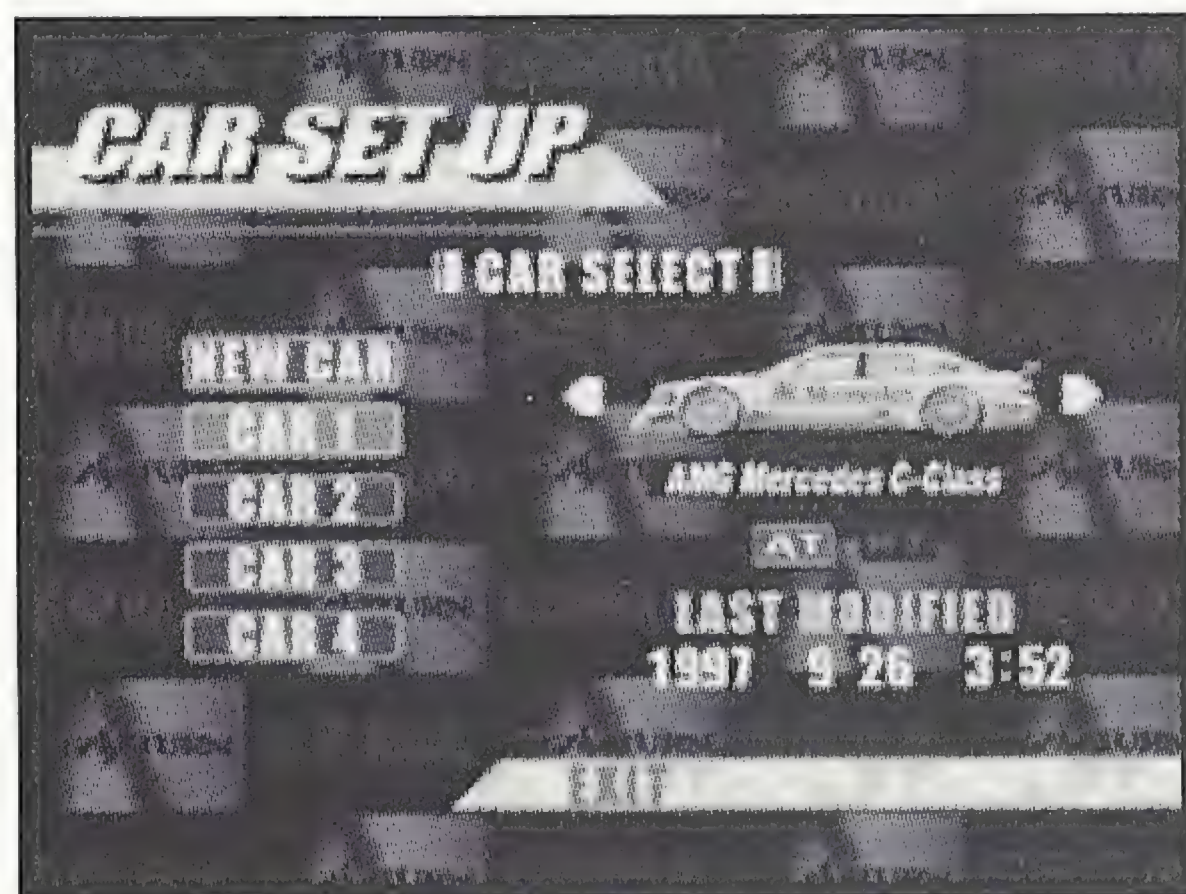 CAR SET UP
CAR SELECT
NEW CAR
CAR 1
CAR 2
CAR 3
CAR 4
AMG Mercedes C-Class
AT
LAST MODIFIED
1997 9 26 3:52
EXIT